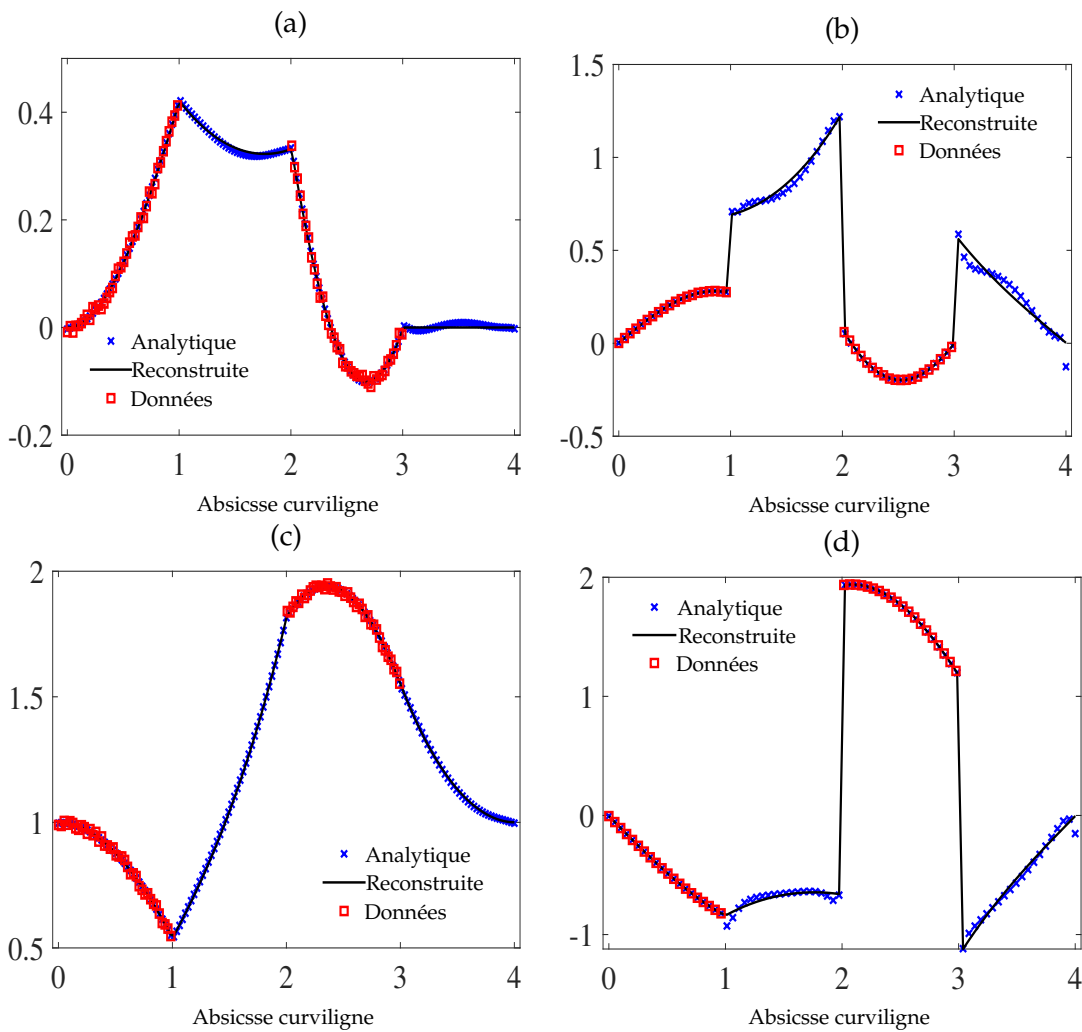 (a)
0.4
0.2
0
-0.2
Analytique
Reconstruite
Données
0
1
2
3
4
Absicsse curviligne
(b)
1.5
1
0.5
0
-0.5
Analytique
Reconstruite
Données
0
1
2
3
4
Absicsse curviligne
(c)
2
1.5
1
0.5
Analytique
Reconstruite
Données
0
1
2
3
4
Absicsse curviligne
(d)
2
1
0
-1
Analytique
Reconstruite
Données
0
1
2
3
4
Absicsse curviligne